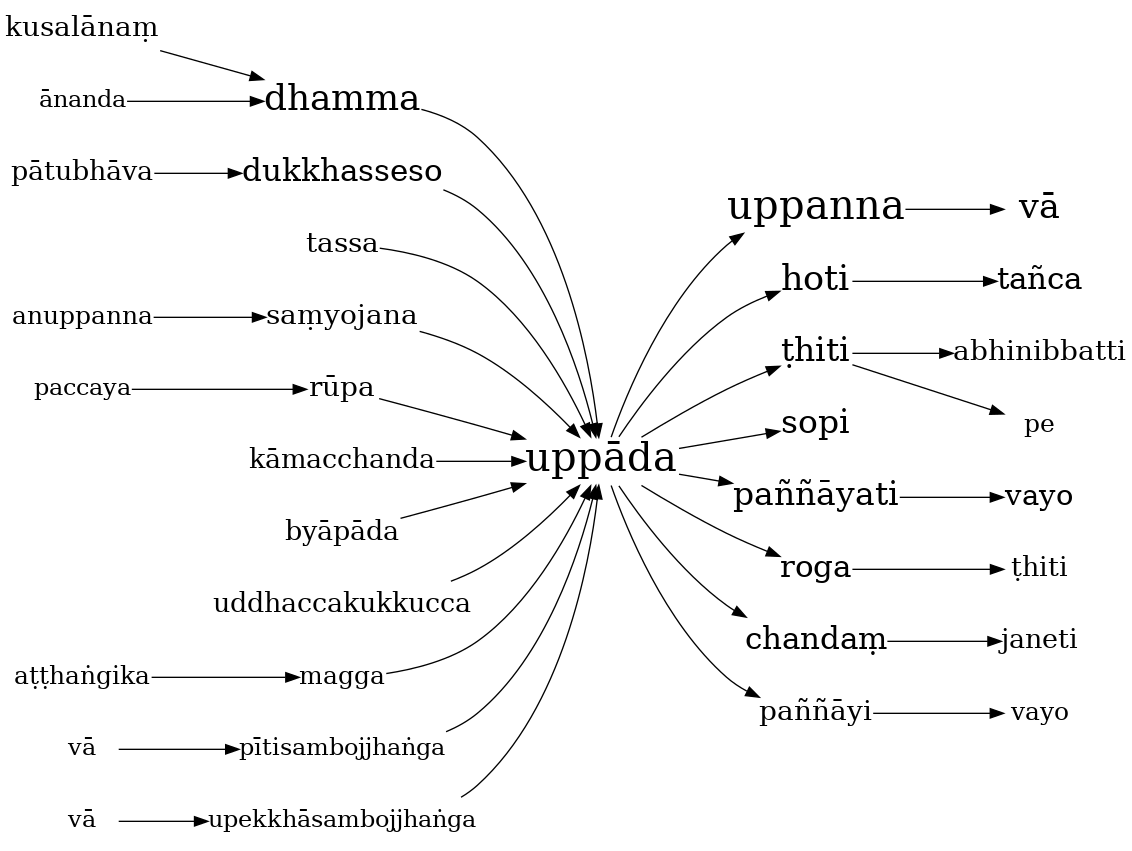 kusalānaṃ
ānanda dhamma
pātubhāva dukkhasseso
uppanna vā
tassa
hoti tañca
anuppanna saṃyojana
ṭhiti abhinibbatti
paccaya rūpa
sopi pe
kāmacchanda uppāda
paññāyati vayo
byāpāda
roga ṭhiti
uddhaccakukkucca
chandaṃ janeti
aṭṭhaṅgika magga
paññāyi vayo
vā pītisambojjhaṅga
vā upekkhāsambojjhaṅga